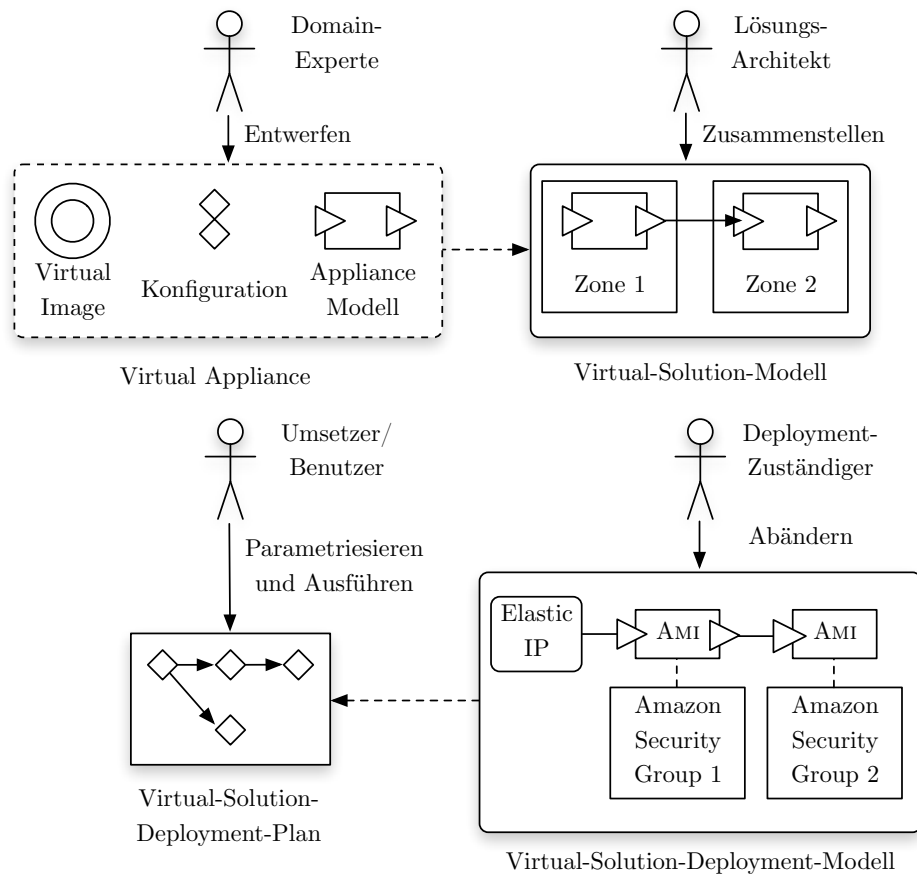 Domain-
Experte
Entwerfen
Virtual
Image
Konfiguration
Appliance
Modell
Virtual Appliance
Lösungs-
Architekt
Zusammenstellen
Zone 1
Zone 2
Virtual-Solution-Modell
Umsetzer/
Benutzer
Parametriesieren
und Ausführen
Virtual-Solution-
Deployment-Plan
Deployment-
Zuständiger
Abändern
Elastic
IP
AMI
AMI
Amazon
Security
Group 1
Amazon
Security
Group 2
Virtual-Solution-Deployment-Modell